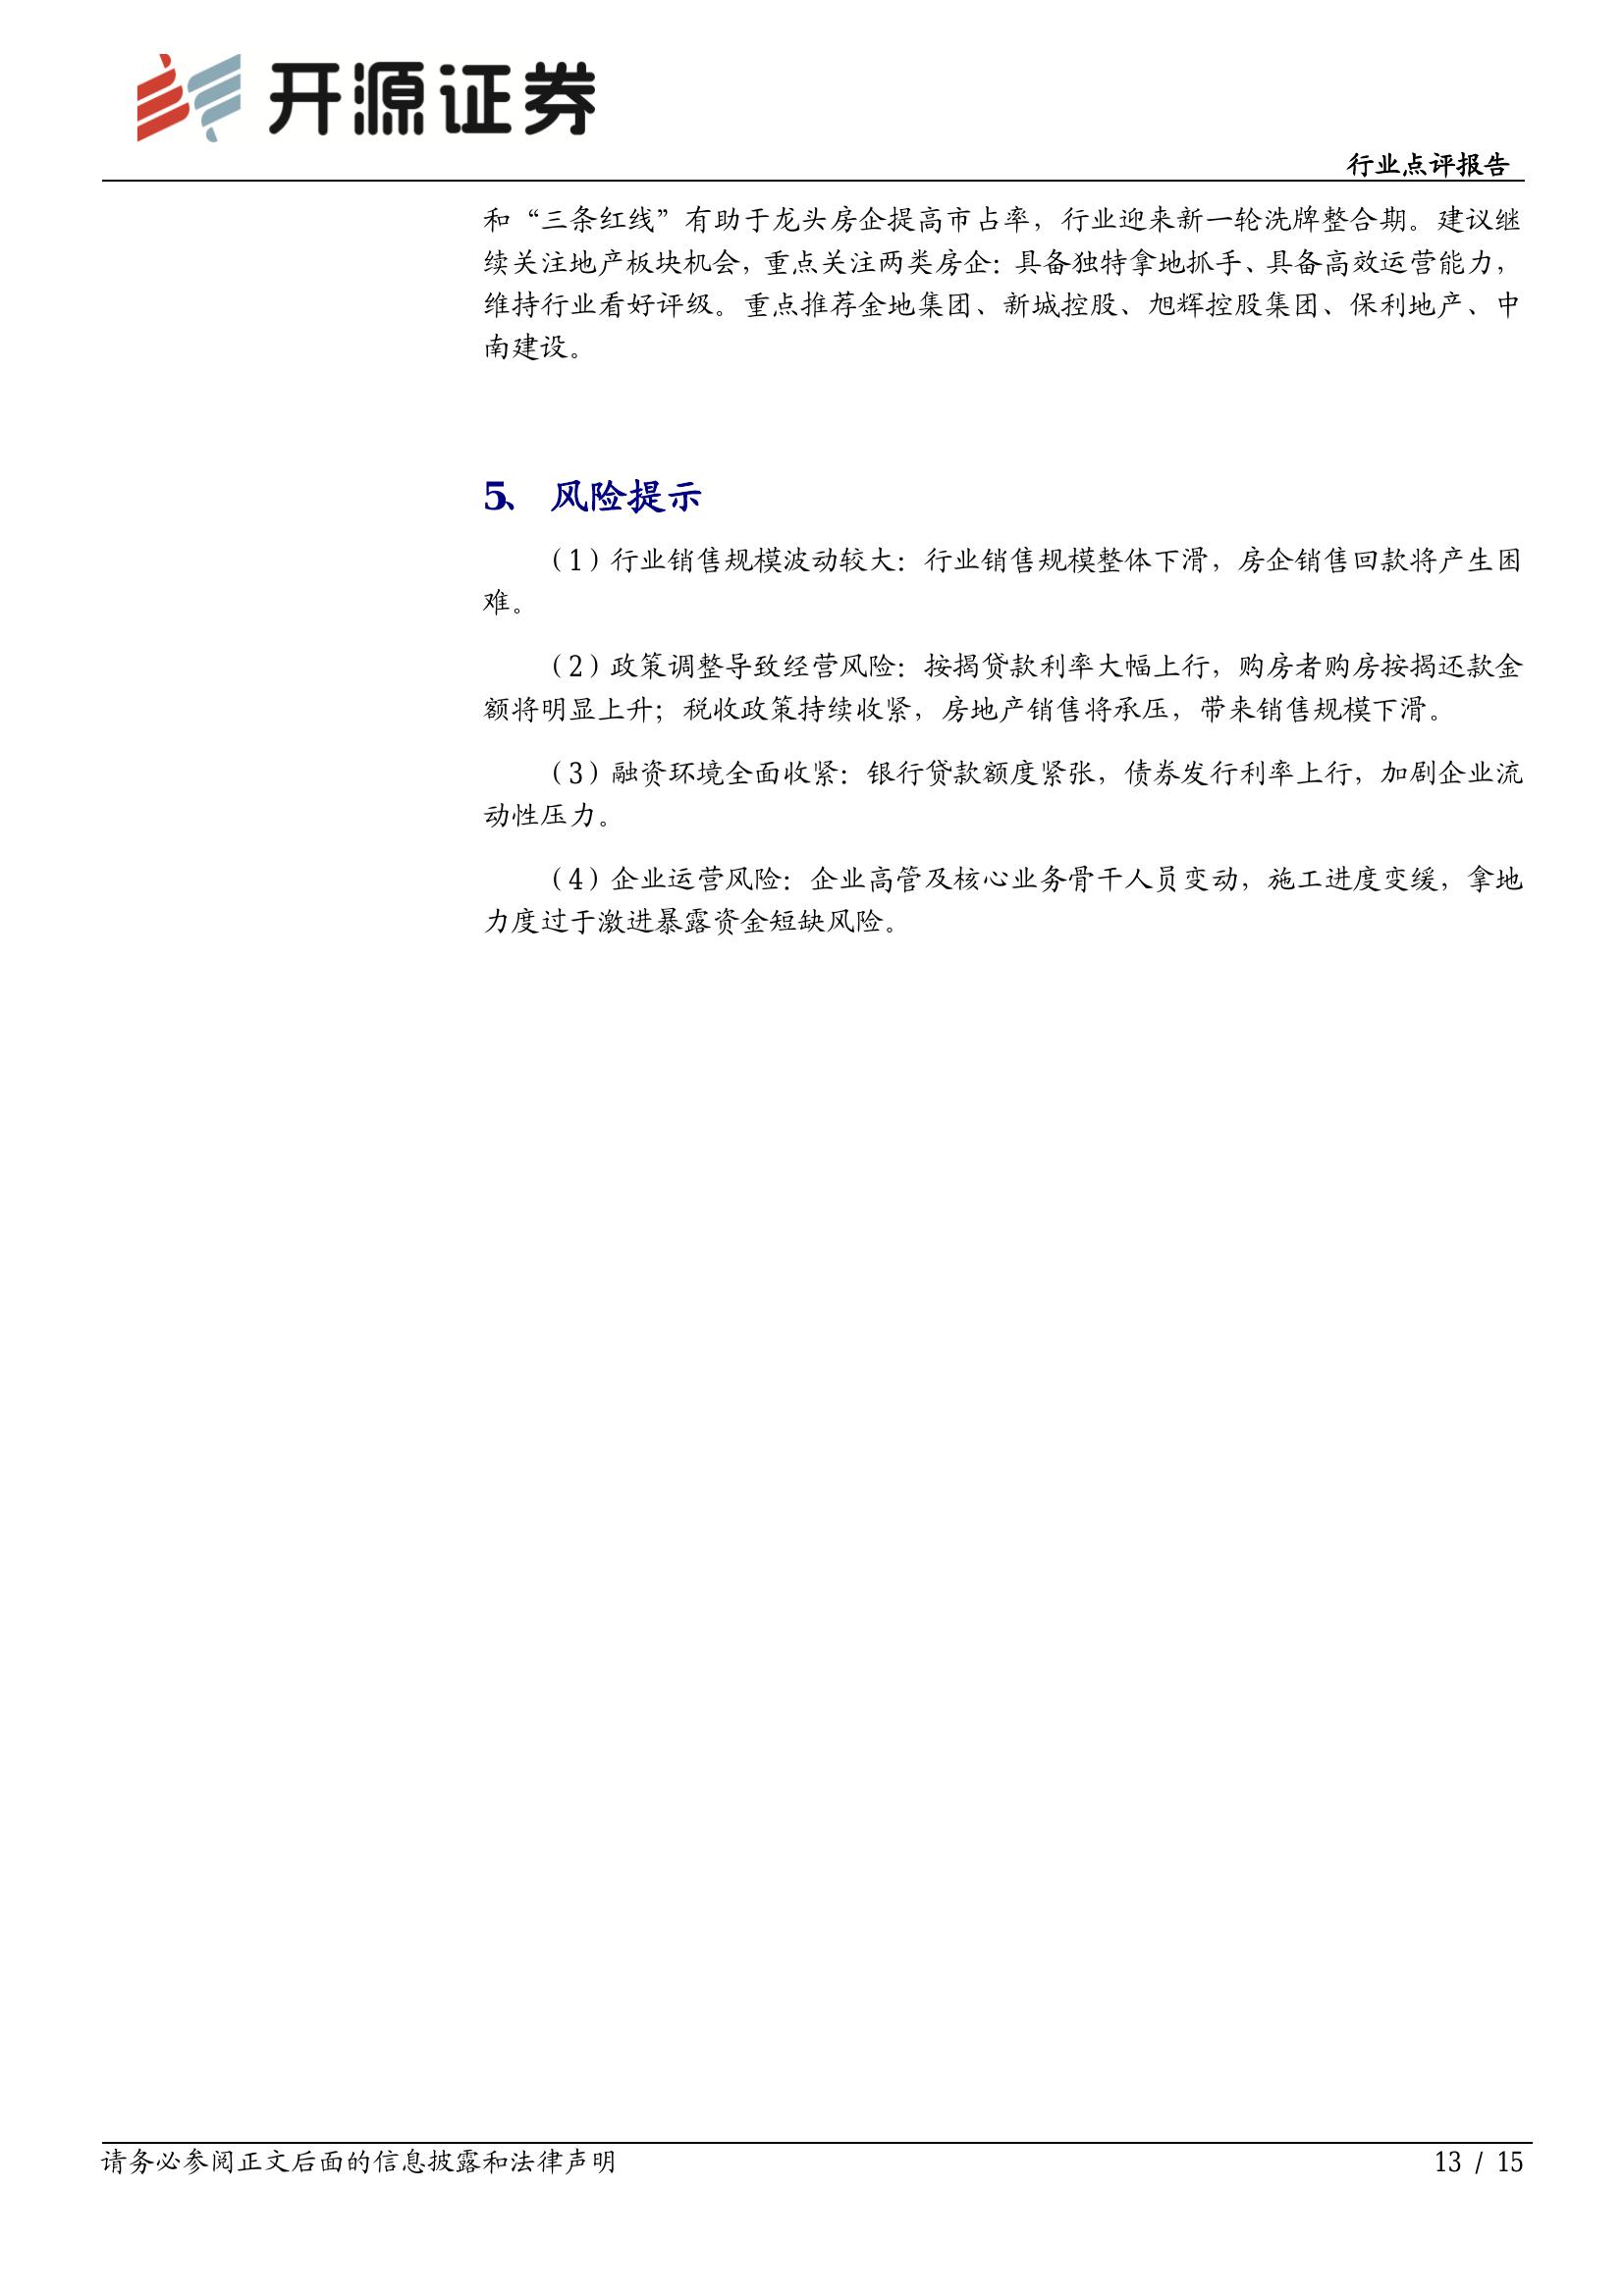 开源证券
行业点评报告
和“三条红线”有助于龙头房企提高市占率，行业迎来新一轮洗牌整合期。建议继
续关注地产板块机会，重点关注两类房企：具备独特拿地抓手、具备高效运营能力，
维持行业看好评级。重点推荐金地集团、新城控股、旭辉控股集团、保利地产、中
南建设。
5、 风险提示
（1）行业销售规模波动较大：行业销售规模整体下滑，房企销售回款将产生困
难。
（2）政策调整导致经营风险：按揭贷款利率大幅上行，购房者购房按揭还款金
额将明显上升；税收政策持续收紧，房地产销售将承压，带来销售规模下滑。
（3）融资环境全面收紧：银行贷款额度紧张，债券发行利率上行，加剧企业流
动性压力。
（4）企业运营风险：企业高管及核心业务骨干人员变动，施工进度变缓，拿地
力度过于激进暴露资金短缺风险。
请务必参阅正文后面的信息披露和法律声明
13 / 15